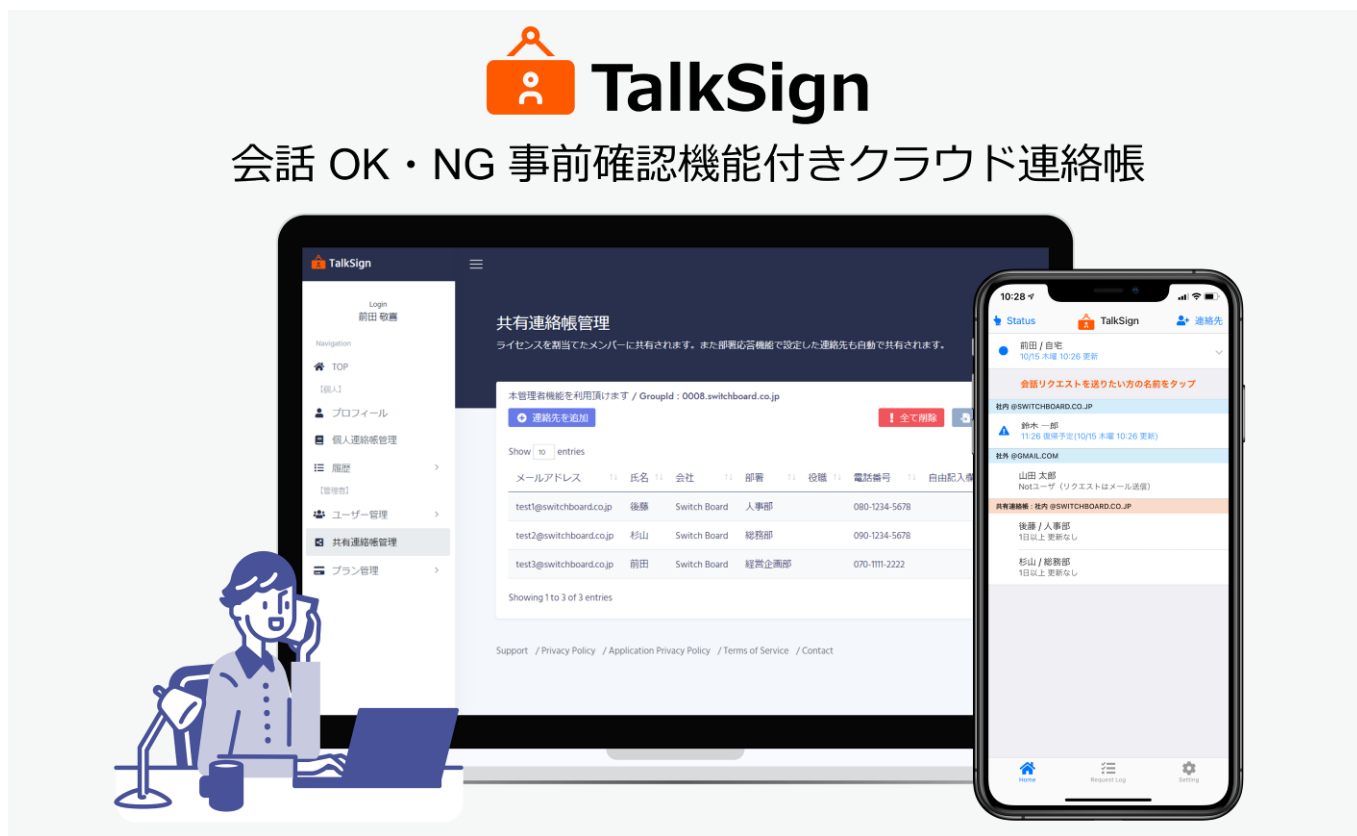 TalkSign
会話 OK・NG 事前確認機能付きクラウド連絡帳
TalkSign
Login
前田 敬喜
Navigation
TOP
【個人】
プロフィール
個人連絡帳管理
履歴
【管理者】
ユーザー管理
共有連絡帳管理
プラン管理
共有連絡帳管理
ライセンスを割当てたメンバーに共有されます。また部署応答機能で設定した連絡先も自動で共有されます。
本管理者機能を利用頂けます / GroupId : 0008.switchboard.co.jp
連絡先を追加
全て削除
Show 10 entries
メールアドレス 氏名 会社 部署 役職 電話番号 自由記入欄
test1@switchboard.co.jp 後藤 Switch Board 人事部 080-1234-5678
test2@switchboard.co.jp 杉山 Switch Board 総務部 090-1234-5678
test3@switchboard.co.jp 前田 Switch Board 経営企画部 070-1111-2222
Showing 1 to 3 of 3 entries
Support / Privacy Policy / Application Privacy Policy / Terms of Service / Contact
10:28
Status TalkSign 連絡先
前田 / 自宅
10/15 木曜 10:26 更新
会話リクエストを送りたい方の名前をタップ
社内 @SWITCHBOARD.CO.JP
鈴木 一郎
11:26 復帰予定(10/15 木曜 10:26 更新)
社外 @GMAIL.COM
山田 太郎
Notユーザ（リクエストはメール送信）
共有連絡帳 : 社内 @SWITCHBOARD.CO.JP
後藤 / 人事部
1日以上 更新なし
杉山 / 総務部
1日以上 更新なし
Home Request Log Setting